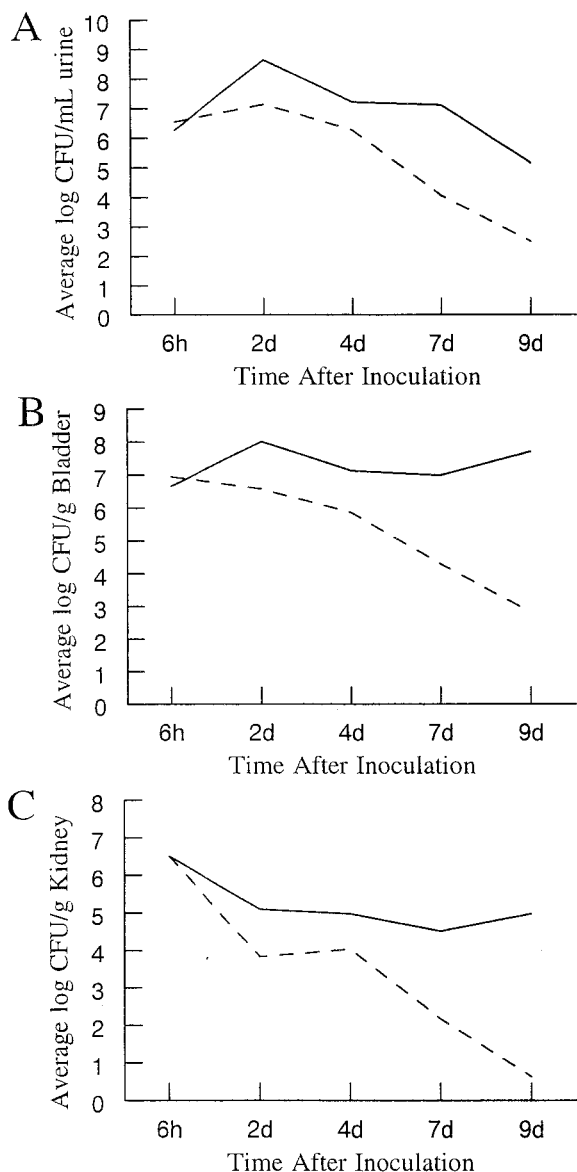 A
Average log CFU/mL urine
10
9
8
7
6
5
4
3
2
1
0
6h 2d 4d 7d 9d
Time After Inoculation
B
Average log CFU/g Bladder
9
8
7
6
5
4
3
2
1
0
6h 2d 4d 7d 9d
Time After Inoculation
C
Average log CFU/g Kidney
8
7
6
5
4
3
2
1
0
6h 2d 4d 7d 9d
Time After Inoculation